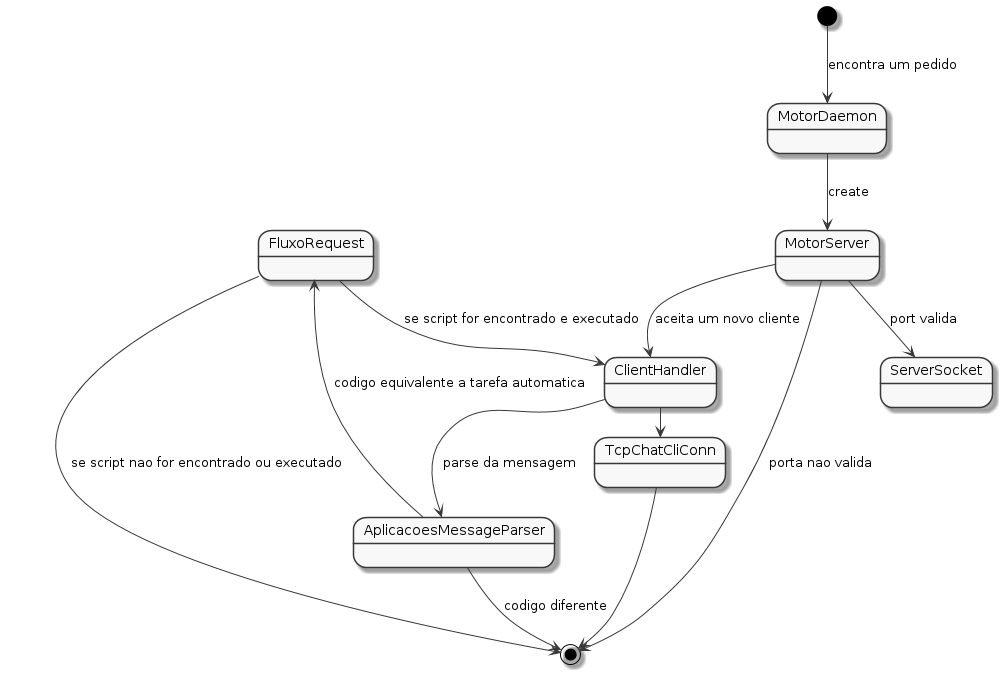 encontra um pedido
MotorDaemon
create
FluxoRequest
MotorServer
se script for encontrado e executado
aceita um novo cliente
port valida
codigo equivalente a tarefa automatica
ClientHandler
ServerSocket
TcpChatCliConn
se script nao for encontrado ou executado
parse da mensagem
porta nao valida
AplicacoesMessageParser
codigo diferente